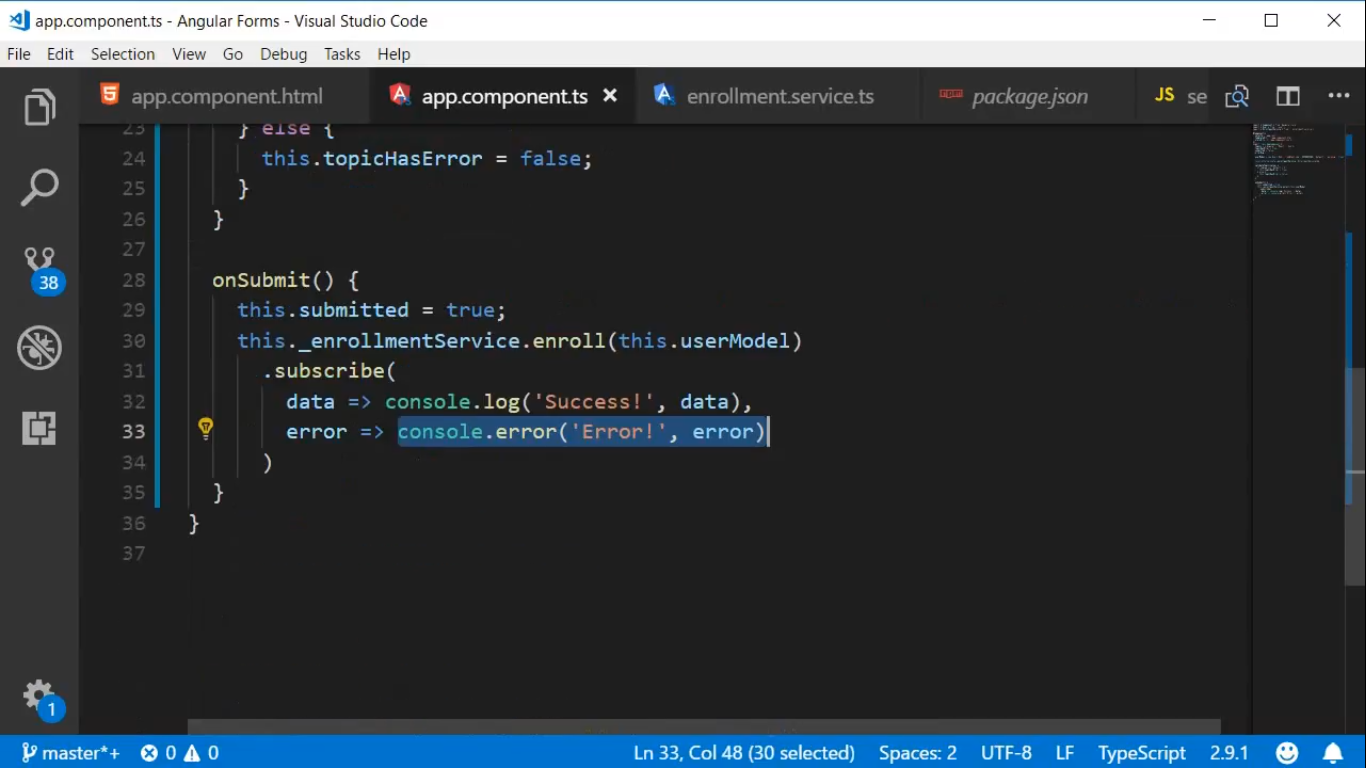 app.component.ts - Angular Forms - Visual Studio Code
File Edit Selection View Go Debug Tasks Help
app.component.html app.component.ts enrollment.service.ts package.json JS se
23 } else {
24 this.topicHasError = false;
25 }
26 }
27
28 onSubmit() {
29 this.submitted = true;
30 this._enrollmentService.enroll(this.userModel)
31 .subscribe(
32 data => console.log('Success!', data),
33 error => console.error('Error!', error)
34 )
35 }
36 }
37
38
1
master*+ 0 0 Ln 33, Col 48 (30 selected) Spaces: 2 UTF-8 LF TypeScript 2.9.1